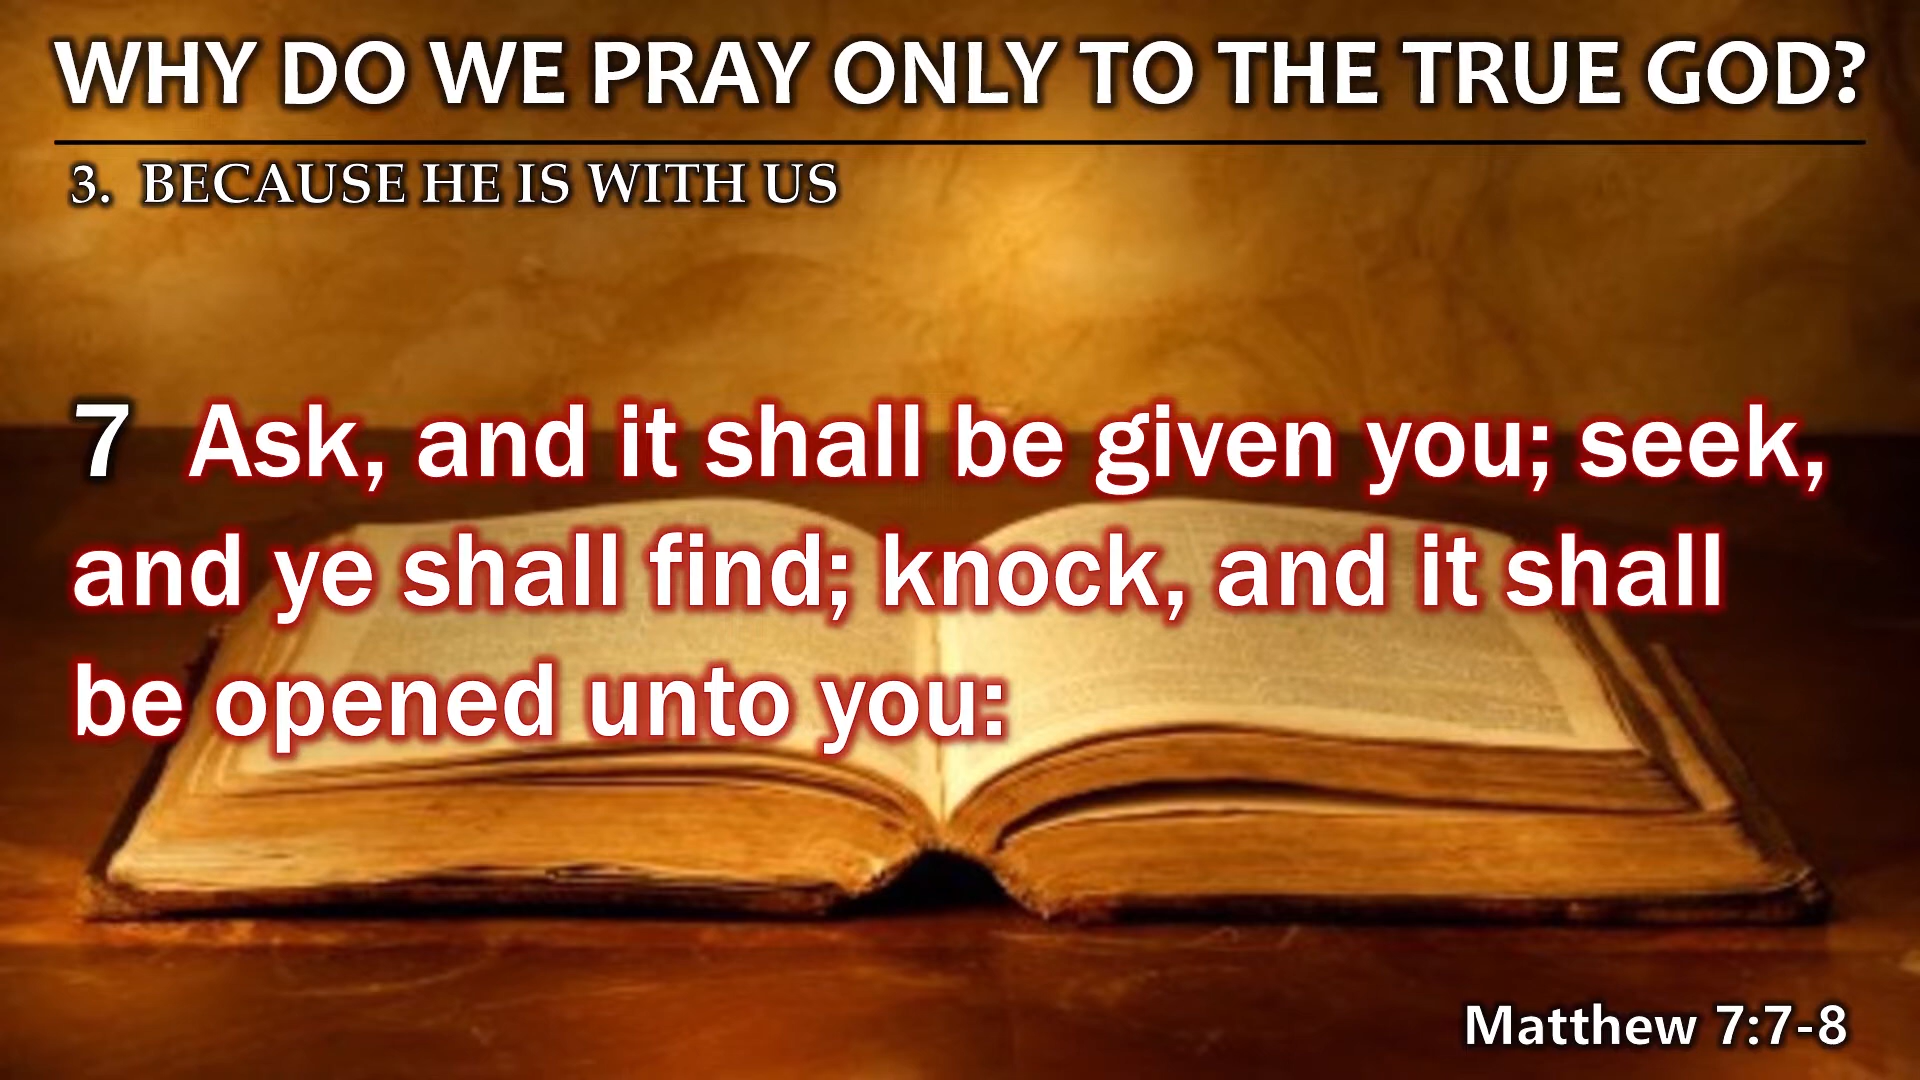 WHY DO WE PRAY ONLY TO THE TRUE GOD?
3. BECAUSE HE IS WITH US
7 Ask, and it shall be given you; seek,
and ye shall find; knock, and it shall
be opened unto you:
Matthew 7:7-8